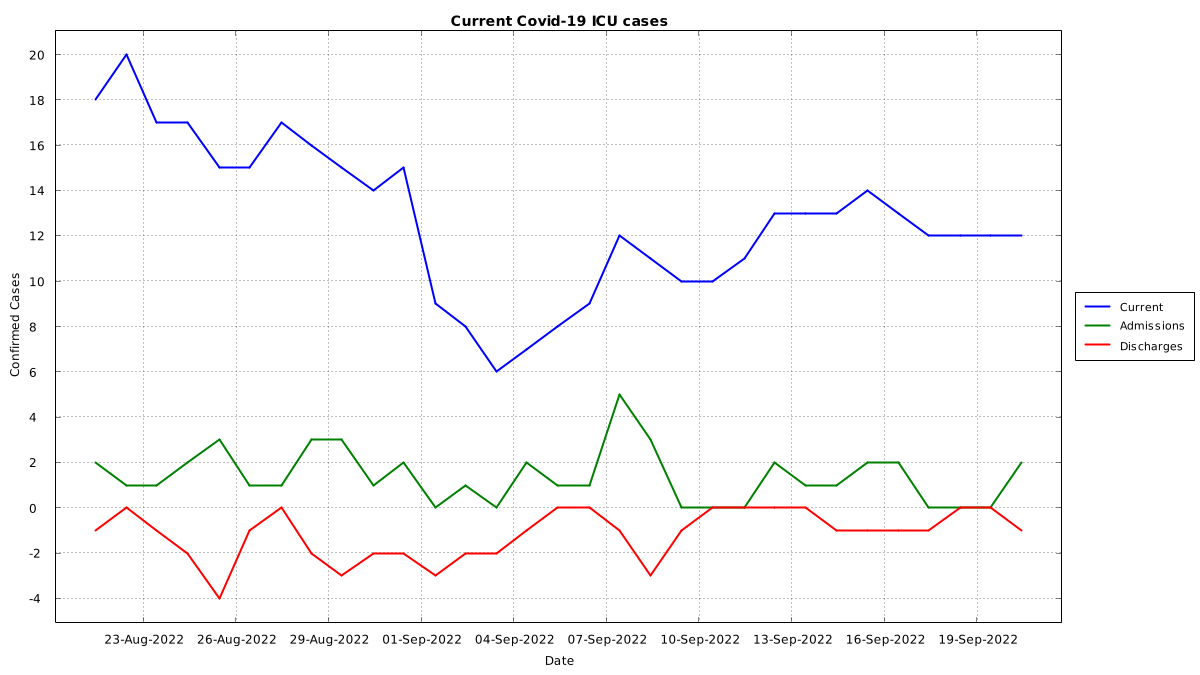 Current Covid-19 ICU cases
Confirmed Cases
20
18
16
14
12
10
8
6
4
2
0
-2
-4
23-Aug-2022 26-Aug-2022 29-Aug-2022 01-Sep-2022 04-Sep-2022 07-Sep-2022 10-Sep-2022 13-Sep-2022 16-Sep-2022 19-Sep-2022
Date
Current
Admissions
Discharges